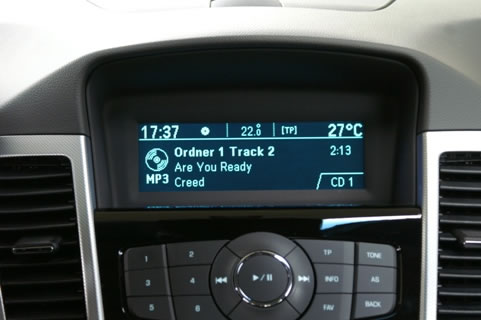 17:37 22.0 [TP] 27°C
Ordner 1 Track 2 2:13
Are You Ready
MP3 Creed CD 1
1 2 TP TONE
3 4 INFO AS
5 6 FAV BACK